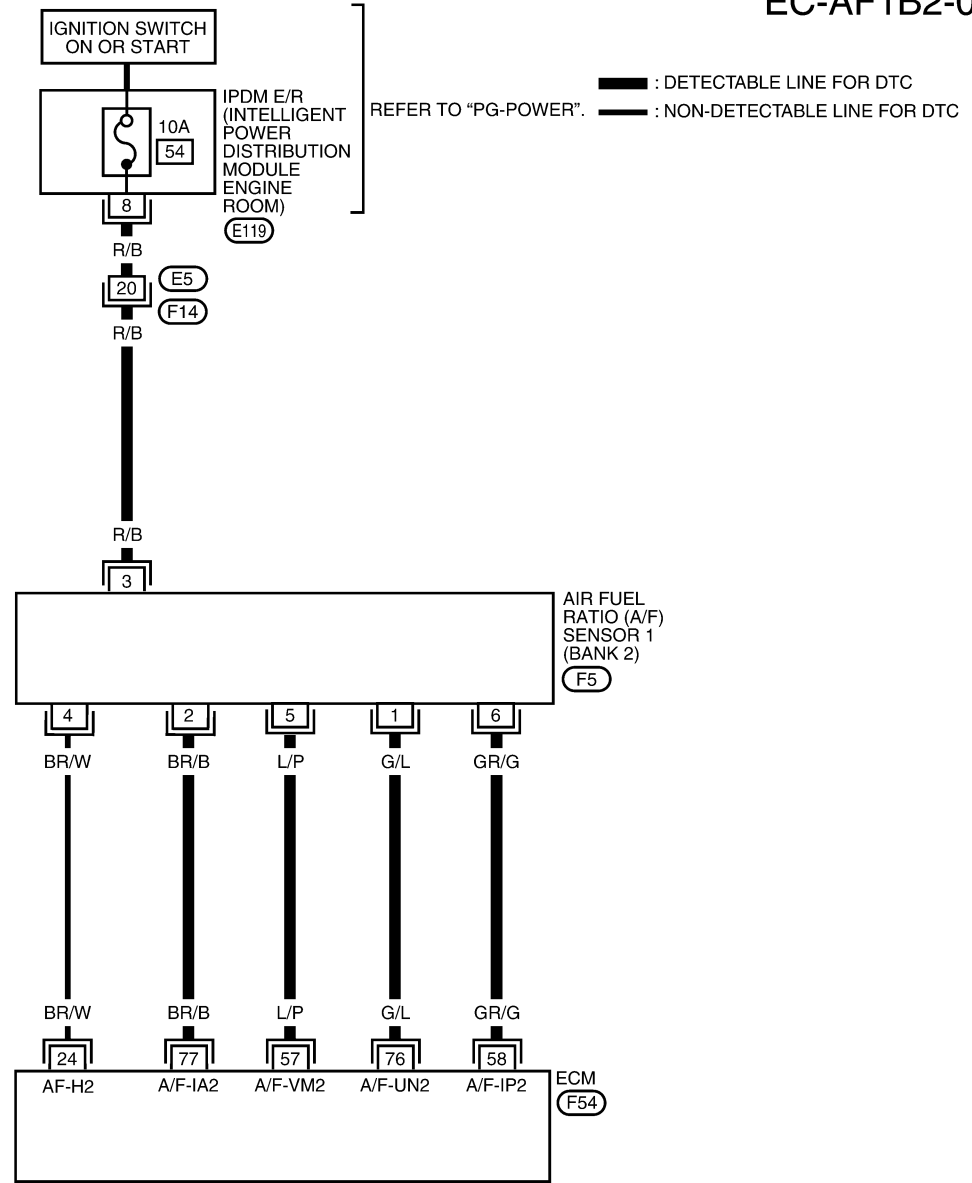 EC-AF1B2-0
IGNITION SWITCH
ON OR START
IPDM E/R
(INTELLIGENT
POWER
DISTRIBUTION
MODULE
ENGINE
ROOM)
E119
10A
54
8
REFER TO “PG-POWER”.
: DETECTABLE LINE FOR DTC
: NON-DETECTABLE LINE FOR DTC
R/B
20
E5
F14
R/B
R/B
3
AIR FUEL
RATIO (A/F)
SENSOR 1
(BANK 2)
F5
4 2 5 1 6
BR/W BR/B L/P G/L GR/G
BR/W BR/B L/P G/L GR/G
24 77 57 76 58
AF-H2 A/F-IA2 A/F-VM2 A/F-UN2 A/F-IP2
ECM
F54